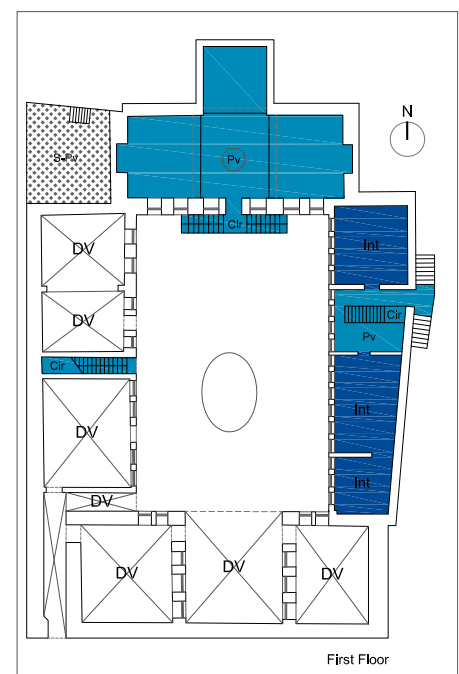 N
S-Pv
Pv
Cir
DV
Int
DV
Cir
Pv
Cir
DV
Int
DV
Int
DV
DV
DV
First Floor